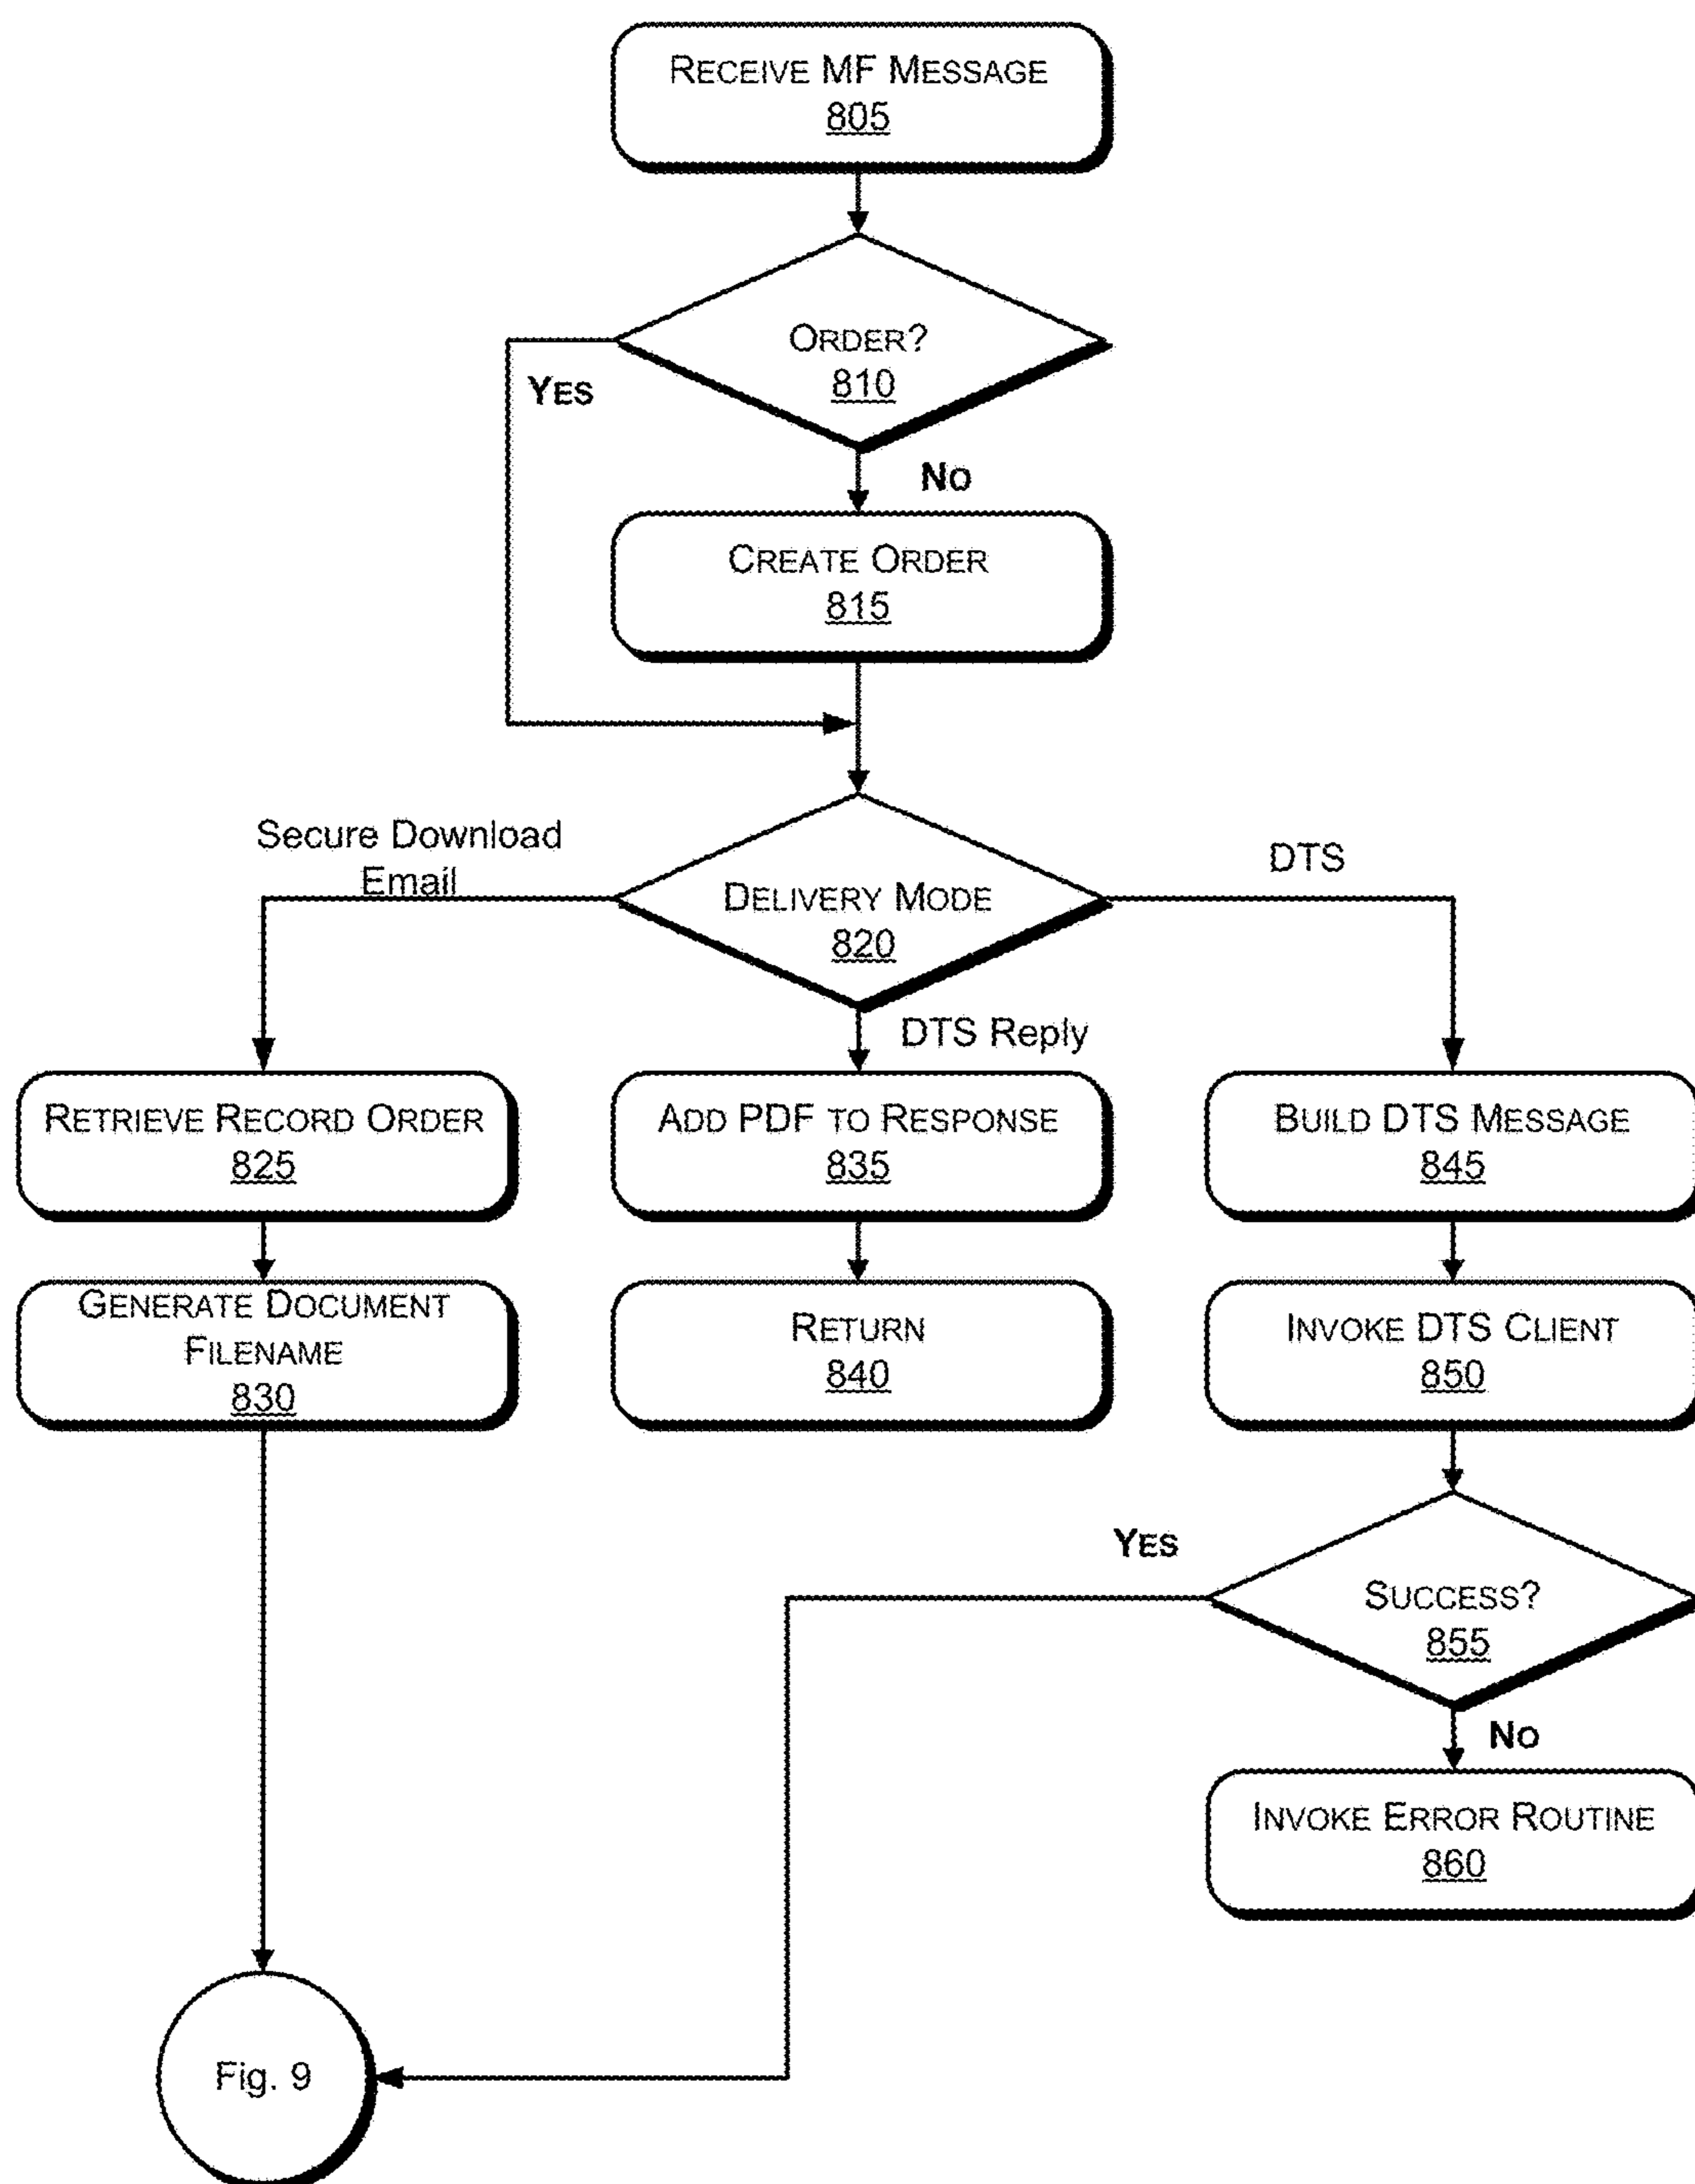 RECEIVE MF MESSAGE
805
ORDER?
810
YES
NO
CREATE ORDER
815
Secure Download
Email
DELIVERY MODE
820
DTS
DTS Reply
RETRIEVE RECORD ORDER
825
ADD PDF TO RESPONSE
835
BUILD DTS MESSAGE
845
GENERATE DOCUMENT
FILENAME
830
RETURN
840
INVOKE DTS CLIENT
850
YES
SUCCESS?
855
NO
INVOKE ERROR ROUTINE
860
Fig. 9